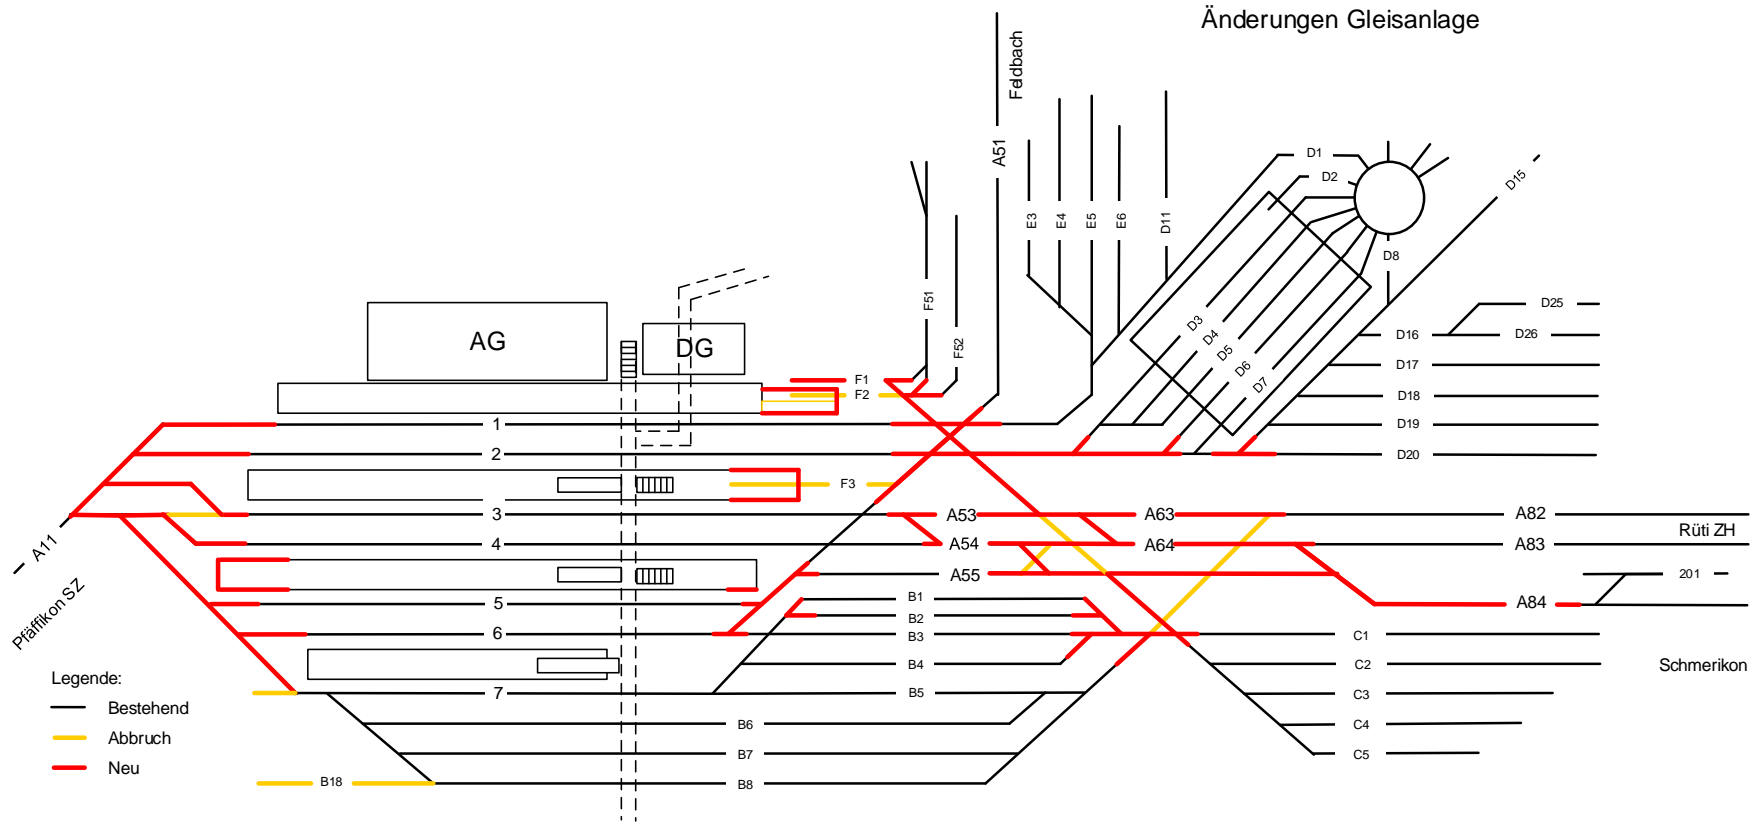 Änderungen Gleisanlage
Feldbach
A51
E3
E4
E5
E6
D11
D1
D2
D15
D8
D3
D4
D5
D6
D7
D25
D16
D26
D17
D18
D19
D20
F51
F52
AG
DG
F1
F2
F3
1
2
3
4
5
6
7
A53
A54
A55
A63
A64
A82
A83
A84
Rüti ZH
201
A11
Pfäffikon SZ
B1
B2
B3
B4
B5
B6
B7
B8
B18
C1
C2
C3
C4
C5
Schmerikon
Legende:
Bestehend
Abbruch
Neu